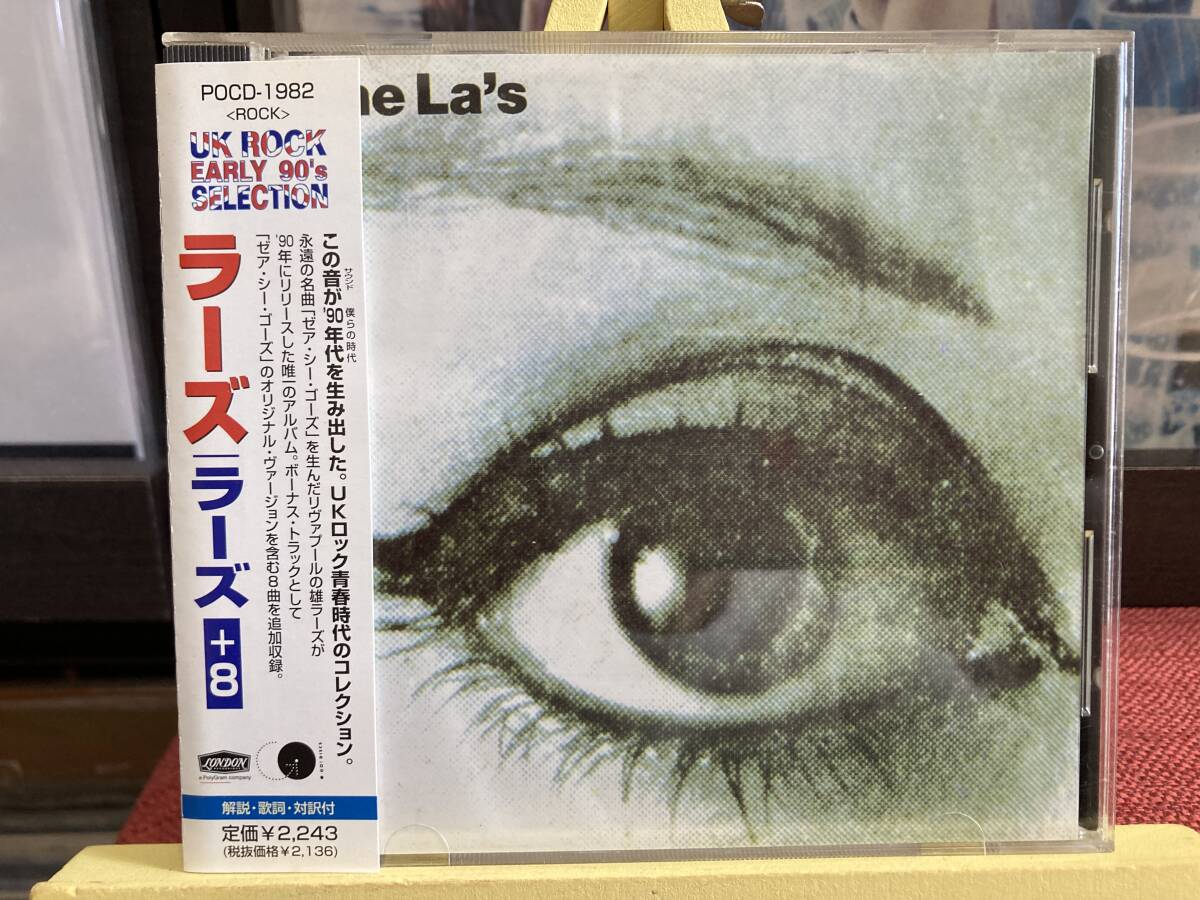 POCD-1982
<ROCK>
UK ROCK
EARLY 90's
SELECTION
この音が'90年代を生み出した。UKロック青春時代のコレクション。
サウンド
僕らの時代
永遠の名曲「ゼア・シー・ゴーズ」を生んだリヴァプールの雄ラーズが
'90年にリリースした唯一のアルバム。ボーナス・トラックとして
「ゼア・シー・ゴーズ」のオリジナル・ヴァージョンを含む8曲を追加収録。
ラーズ|ラーズ+8
LONDON
a PolyGram company
解説・歌詞・対訳付
定価¥2,243
(税抜価格¥2,136)
he La's